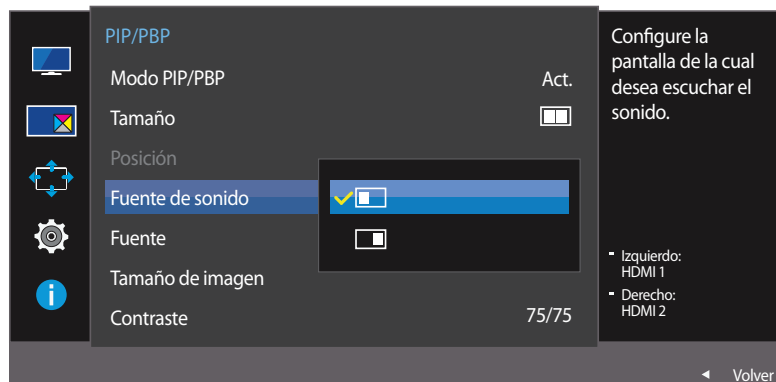 PIP/PBP
Modo PIP/PBP Act.
Tamaño
Posición
Fuente de sonido
Fuente
Tamaño de imagen
Contraste 75/75
Configure la
pantalla de la cual
desea escuchar el
sonido.
- Izquierdo:
HDMI 1
- Derecho:
HDMI 2
Volver